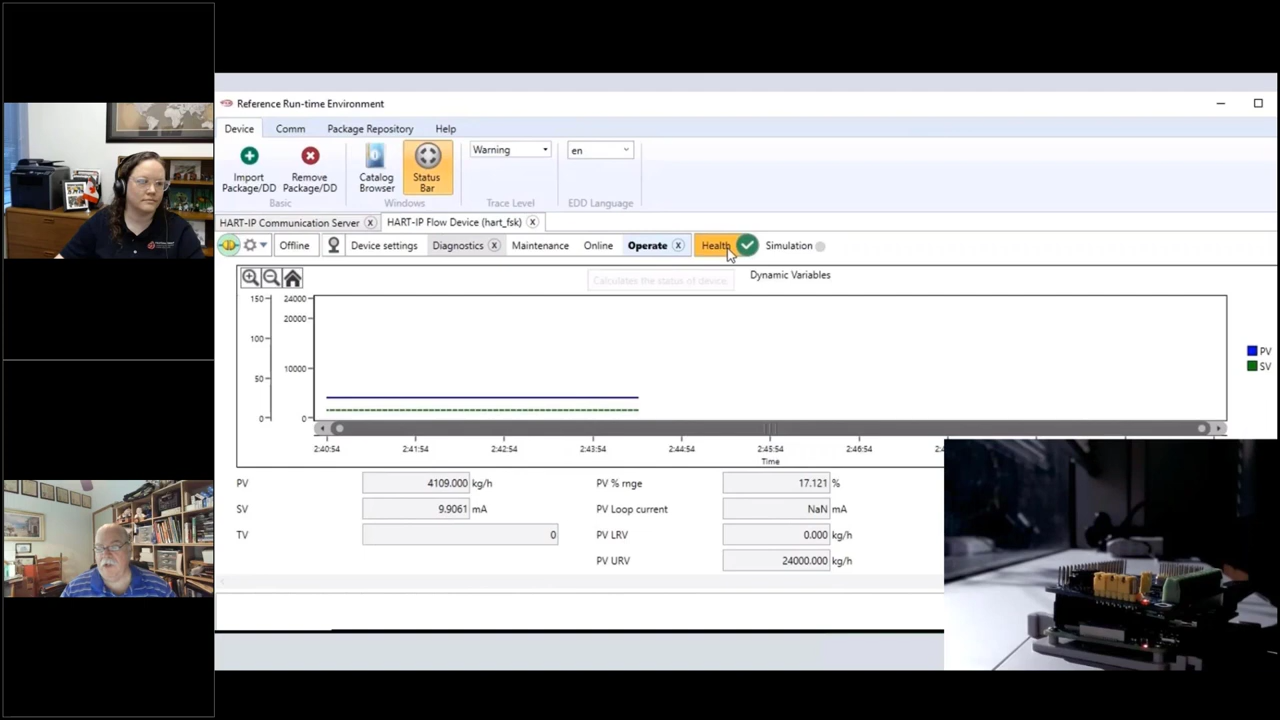 Reference Run-time Environment
Device Comm Package Repository Help
Import Package/DD
Remove Package/DD
Catalog Browser
Status Bar
Warning
en
Basic
Windows
Trace Level
EDD Language
HART-IP Communication Server
HART-IP Flow Device (hart_fsk)
Offline Device settings Diagnostics Maintenance Online Operate Health Simulation
Calculates the status of device.
Dynamic Variables
150
100
50
0
24000
20000
10000
0
PV
SV
2:40:54 2:41:54 2:42:54 2:43:54 2:44:54 2:45:54 2:46:54
Time
PV 4109.000 kg/h PV % rnge 17.121 %
SV 9.9061 mA PV Loop current NaN mA
TV 0 PV LRV 0.000 kg/h
PV URV 24000.000 kg/h